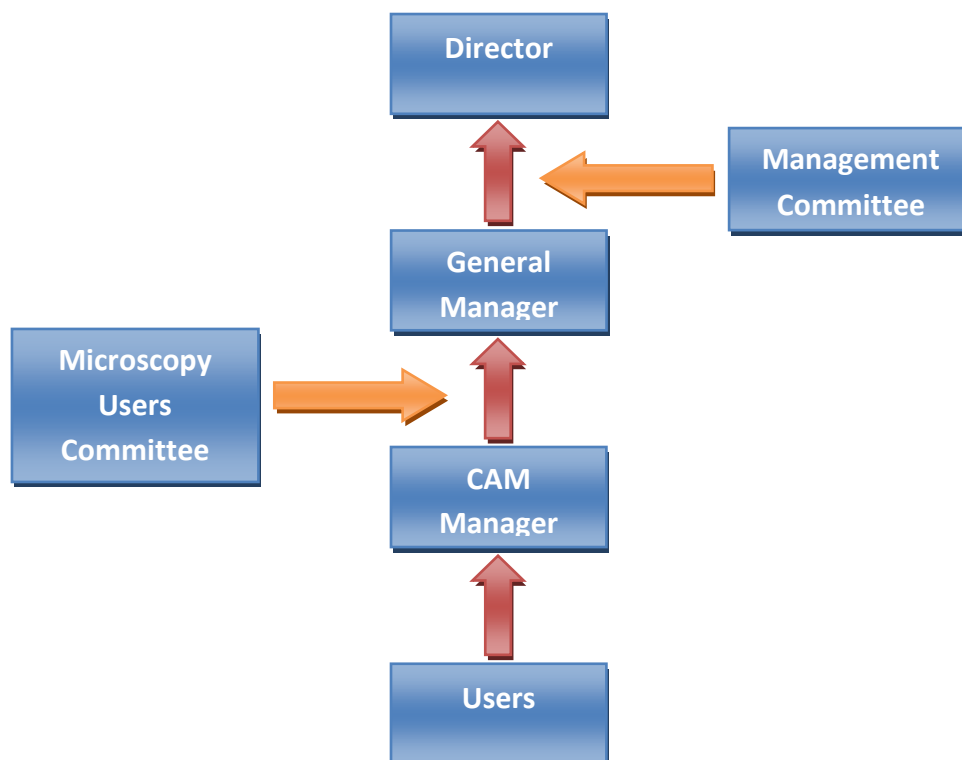 Director
Management
Committee
General
Manager
Microscopy
Users
Committee
CAM
Manager
Users